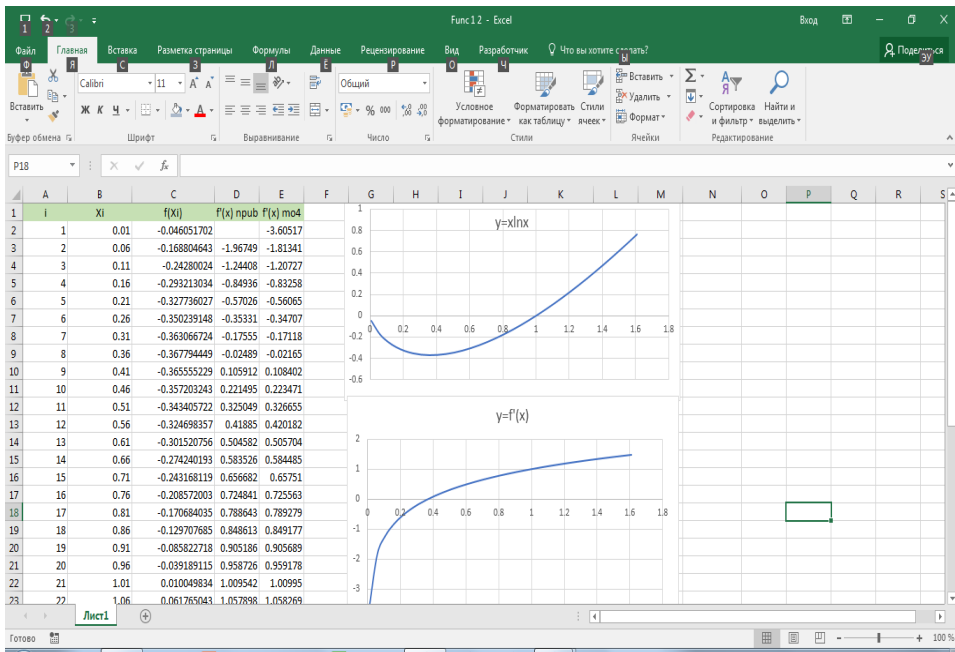 Func12 - Excel
Вход
1 2 3
Файл Главная Вставка Разметка страницы Формулы Данные Рецензирование Вид Разработчик Что вы хотите сделать? Поделиться
Ф Я С З Л Ё Р О Ч Ы ЭУ
Вставить
Calibri 11
Ж К Ч
Общий
% 000
Условное форматирование
Форматировать как таблицу
Стили ячеек
Вставить
Удалить
Формат
Сортировка и фильтр
Найти и выделить
Буфер обмена Шрифт Выравнивание Число Стили Ячейки Редактирование
P18 fx
A B C D E F G H I J K L M N O P Q R S
1 i Xi f(Xi) f'(x) npub f'(x) mo4
2 1 0.01 -0.046051702 -3.60517
3 2 0.06 -0.168804643 -1.96749 -1.81341
4 3 0.11 -0.24280024 -1.24408 -1.20727
5 4 0.16 -0.293213034 -0.84936 -0.83258
6 5 0.21 -0.327736027 -0.57026 -0.56065
7 6 0.26 -0.350239148 -0.35331 -0.34707
8 7 0.31 -0.363066724 -0.17555 -0.17118
9 8 0.36 -0.367794449 -0.02489 -0.02165
10 9 0.41 -0.365555229 0.105912 0.108402
11 10 0.46 -0.357203243 0.221495 0.223471
12 11 0.51 -0.343405722 0.325049 0.326655
13 12 0.56 -0.324698357 0.41885 0.420182
14 13 0.61 -0.301520756 0.504582 0.505704
15 14 0.66 -0.274240193 0.583526 0.584485
16 15 0.71 -0.243168119 0.656682 0.65751
17 16 0.76 -0.208572003 0.724841 0.725563
18 17 0.81 -0.170684035 0.788643 0.789279
19 18 0.86 -0.129707685 0.848613 0.849177
20 19 0.91 -0.085822718 0.905186 0.905689
21 20 0.96 -0.039189115 0.958726 0.959178
22 21 1.01 0.010049834 1.009542 1.00995
23 22 1.06 0.061765043 1.057898 1.058269
y=xlnx
1
0.8
0.6
0.4
0.2
0
-0.2
-0.4
-0.6
0 0.2 0.4 0.6 0.8 1 1.2 1.4 1.6 1.8
y=f'(x)
2
1
0
-1
-2
-3
0 0.2 0.4 0.6 0.8 1 1.2 1.4 1.6 1.8
Лист1
Готово
100 %